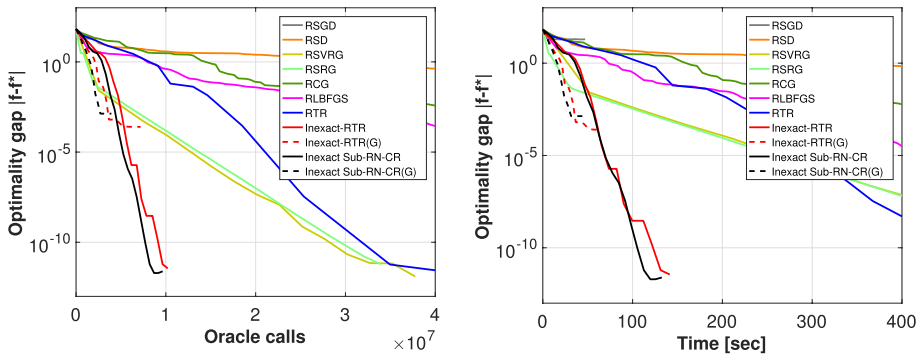 10^0
10^-5
10^-10
0
1
2
3
4
×10^7
Optimality gap |f-f*|
Oracle calls
RSGD
RSD
RSVRG
RSRG
RCG
RLBFGS
RTR
Inexact-RTR
Inexact-RTR(G)
Inexact Sub-RN-CR
Inexact Sub-RN-CR(G)
10^0
10^-5
10^-10
0
100
200
300
400
Optimality gap |f-f*|
Time [sec]
RSGD
RSD
RSVRG
RSRG
RCG
RLBFGS
RTR
Inexact-RTR
Inexact-RTR(G)
Inexact Sub-RN-CR
Inexact Sub-RN-CR(G)